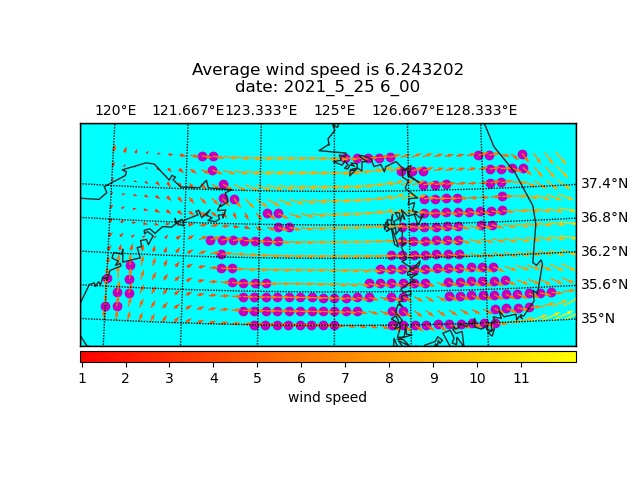 Average wind speed is 6.243202
date: 2021_5_25 6_00
120°E 121.667°E 123.333°E 125°E 126.667°E 128.333°E
37.4°N
36.8°N
36.2°N
35.6°N
35°N
1 2 3 4 5 6 7 8 9 10 11
wind speed